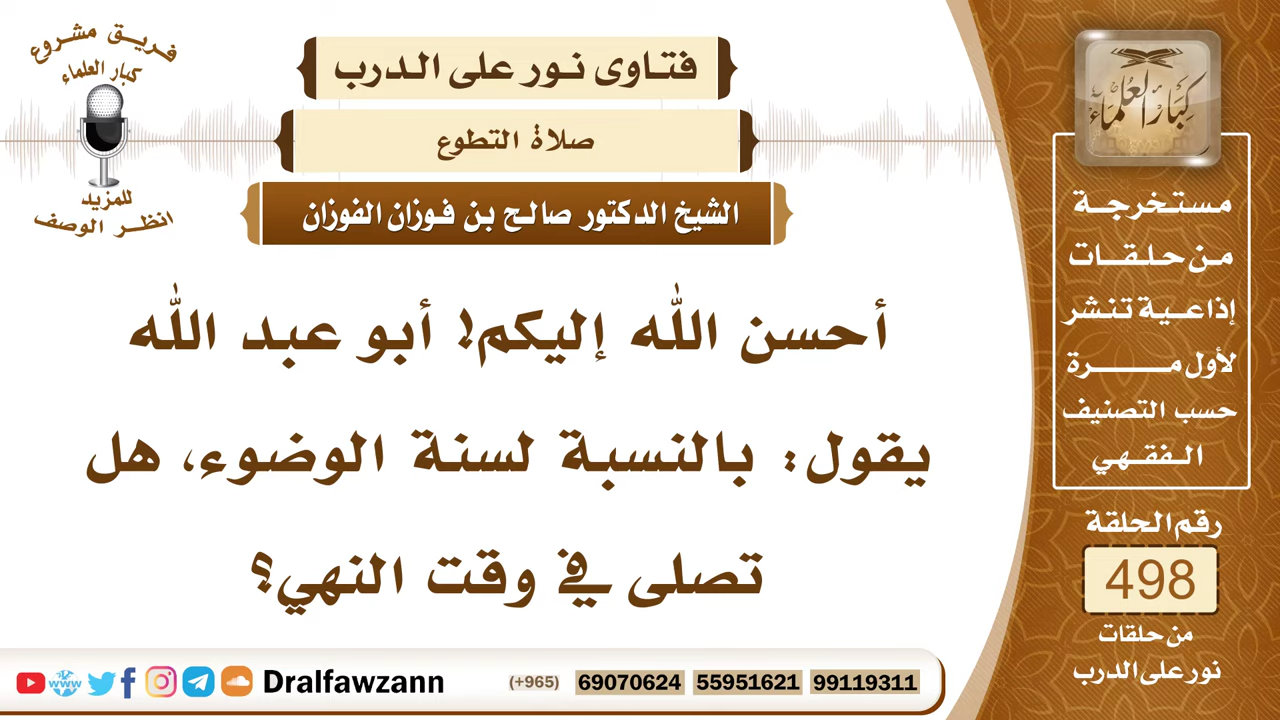 فريق مشروع
كبار العلماء
للمزيد
انظر الوصف
فتاوى نور على الدرب
صلاة التطوع
الشيخ الدكتور صالح بن فوزان الفوزان
أحسن الله إليكم! أبو عبد الله
يقول: بالنسبة لسنة الوضوء، هل
تصلى في وقت النهي؟
كبار العلماء
مستخرجة
من حلقات
إذاعية تنشر
لأول مرة
حسب التصنيف
الفقهي
رقم الحلقة
498
من حلقات
نور على الدرب
www
Dralfawzann
(+965) 69070624 55951621 99119311